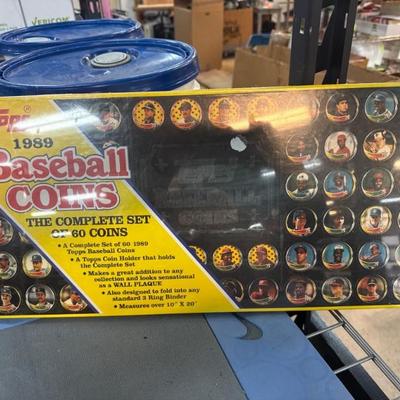 VERICOM
Topps
1989
Baseball
COINS
THE COMPLETE SET
OF 60 COINS
• A Complete Set of 60 1989
Topps Baseball Coins
• A Topps Coin Holder that holds
the Complete Set
• Makes a great addition to any
collection and looks sensational
as a WALL PLAQUE
• Also designed to fold into any
standard 3 Ring Binder
• Measures over 10" X 20"
COINS